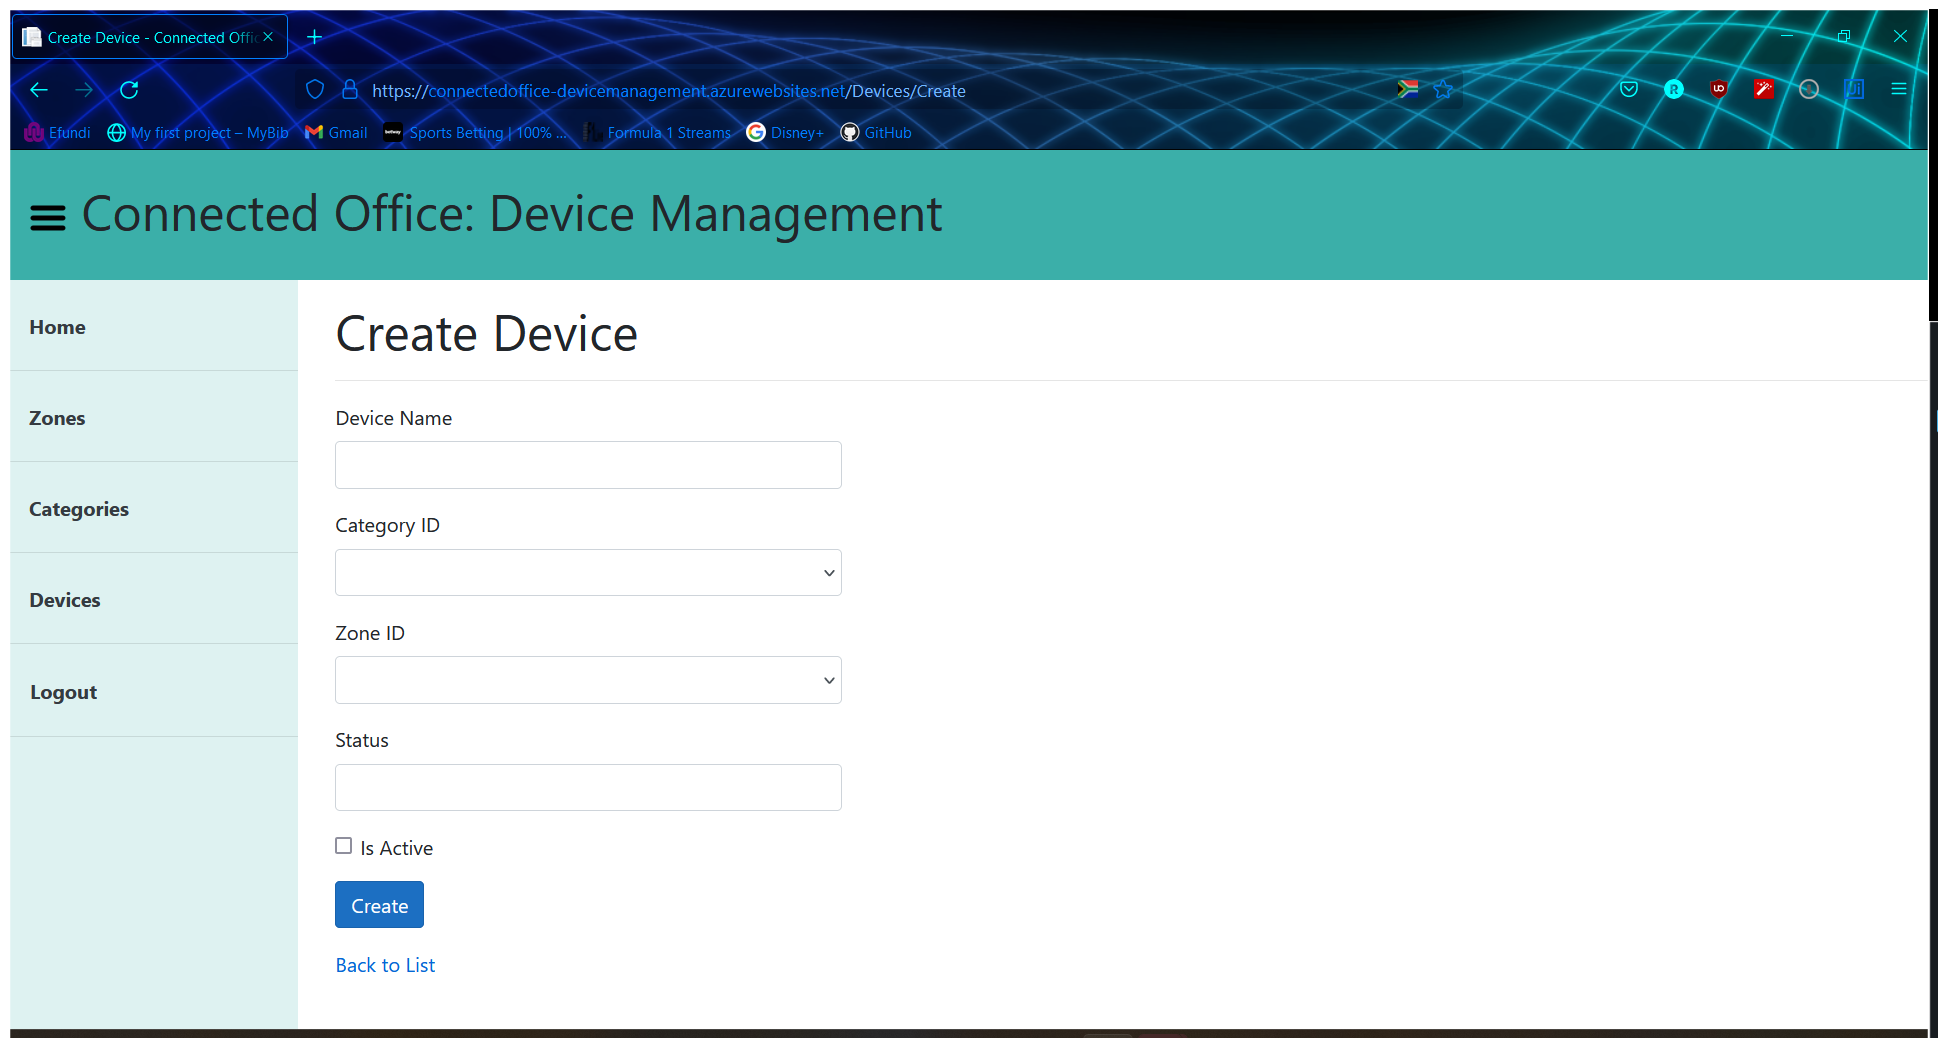 Create Device - Connected Offic
https://connectedoffice-devicemanagement.azurewebsites.net/Devices/Create
Efundi My first project – MyBib Gmail Sports Betting | 100% ... Formula 1 Streams Disney+ GitHub
Connected Office: Device Management
Home
Zones
Categories
Devices
Logout
Create Device
Device Name
Category ID
Zone ID
Status
Is Active
Create
Back to List